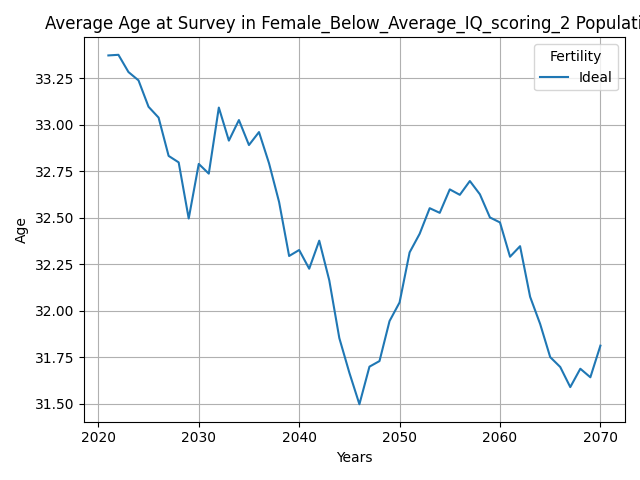 Average Age at Survey in Female_Below_Average_IQ_scoring_2 Populati
Fertility
Ideal
33.25
33.00
32.75
32.50
32.25
32.00
31.75
31.50
Age
2020 2030 2040 2050 2060 2070
Years